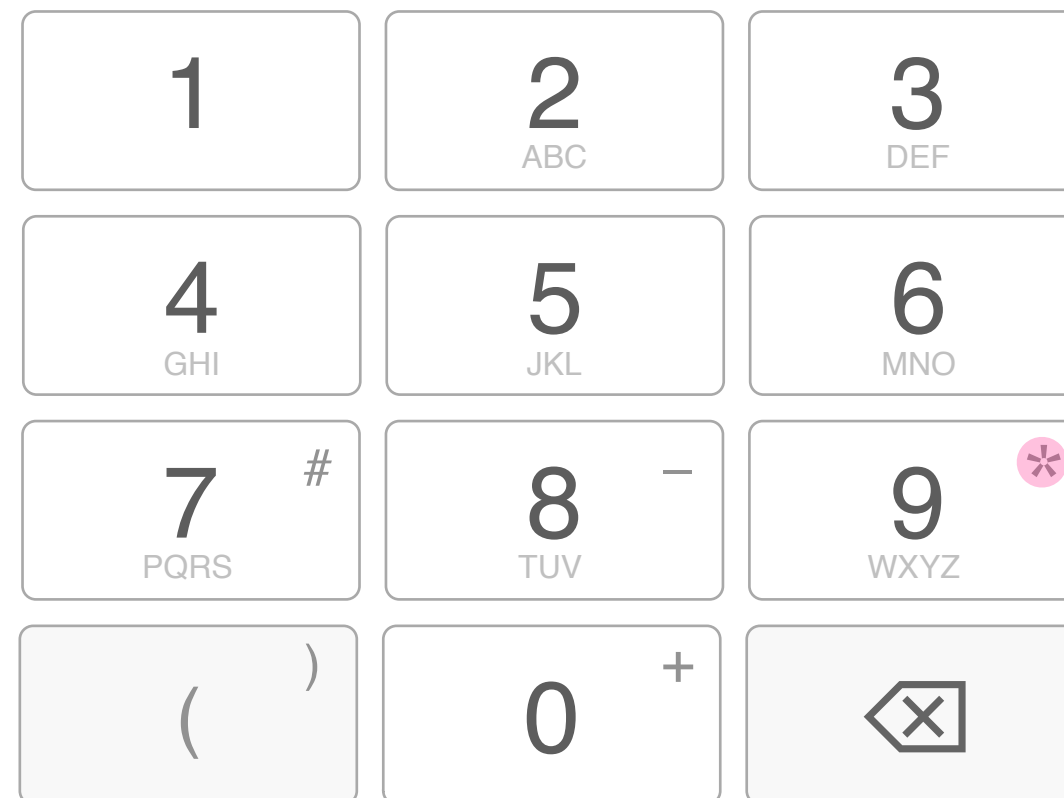 1 2 3
ABC DEF
4 5 6
GHI JKL MNO
7 # 8 – 9 *
PQRS TUV WXYZ
( ) 0 +